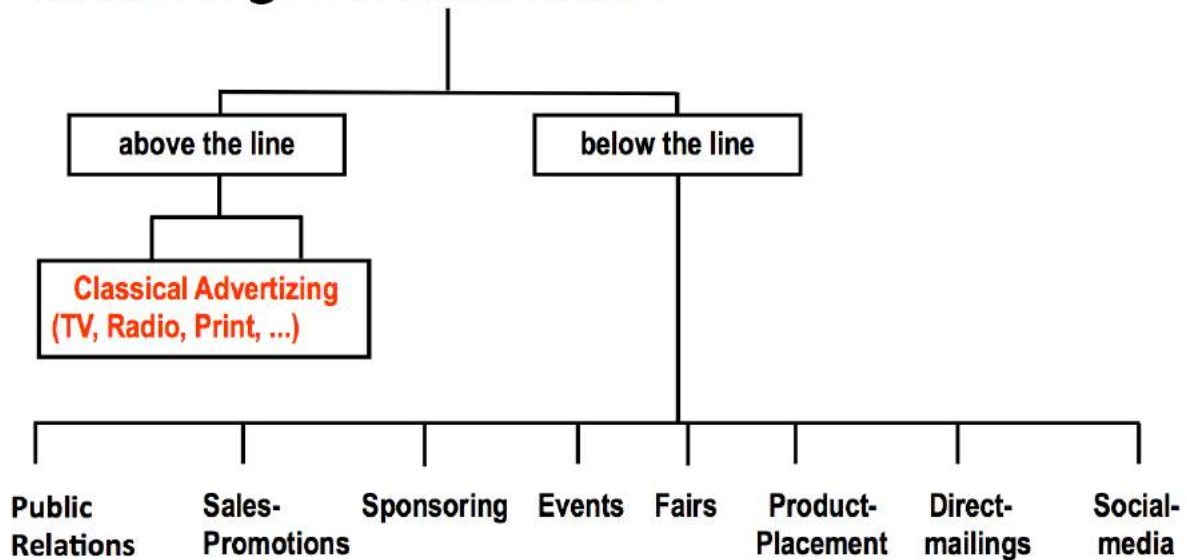 above the line
below the line
Classical Advertizing
(TV, Radio, Print, ...)
Public
Relations
Sales-
Promotions
Sponsoring
Events
Fairs
Product-
Placement
Direct-
mailings
Social-
media